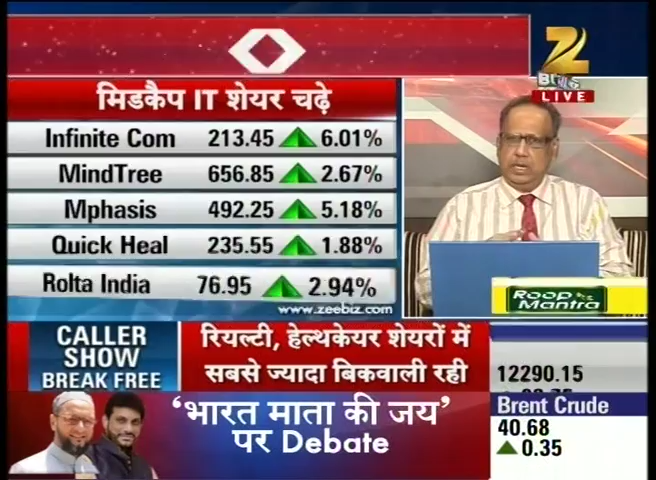 Z
BUSINESS
LIVE
मिडकैप IT शेयर चढ़े
Infinite Com 213.45 6.01%
MindTree 656.85 2.67%
Mphasis 492.25 5.18%
Quick Heal 235.55 1.88%
Rolta India 76.95 2.94%
www.zeebiz.com
Roop
Mantra
CALLER
SHOW
BREAK FREE
रियल्टी, हेल्थकेयर शेयरों में
सबसे ज्यादा बिकवाली रही
12290.15
Brent Crude
40.68
0.35
'भारत माता की जय'
पर Debate